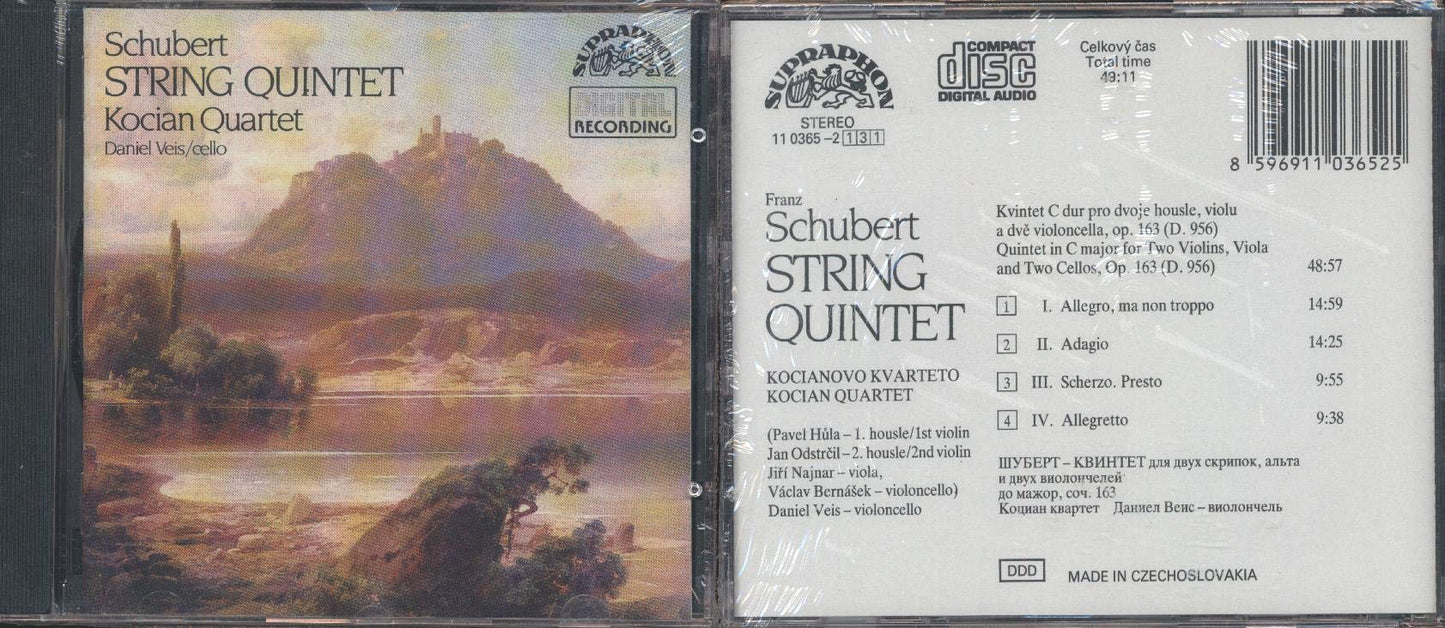 Schubert
STRING QUINTET
Kocian Quartet
Daniel Veis/cello
SUPRAPHON
DIGITAL
RECORDING
SUPRAPHON
STEREO
11 0365-2 131
COMPACT
disc
DIGITAL AUDIO
Celkový čas
Total time
49:11
8 596911 036525
Franz
Schubert
STRING
QUINTET
KOCIANOVO KVARTETO
KOCIAN QUARTET
(Pavel Hůla – 1. housle/1st violin
Jan Odstrčil – 2. housle/2nd violin
Jiří Najnar – viola,
Václav Bernášek – violoncello)
Daniel Veis – violoncello
Kvintet C dur pro dvoje housle, violu
a dvě violoncella, op. 163 (D. 956)
Quintet in C major for Two Violins, Viola
and Two Cellos, Op. 163 (D. 956) 48:57
1 I. Allegro, ma non troppo 14:59
2 II. Adagio 14:25
3 III. Scherzo. Presto 9:55
4 IV. Allegretto 9:38
ШУБЕРТ – КВИНТЕТ для двух скрипок, альта
и двух виолончелей
до мажор, соч. 163
Коциан квартет Даниел Веис – виолончель
DDD MADE IN CZECHOSLOVAKIA